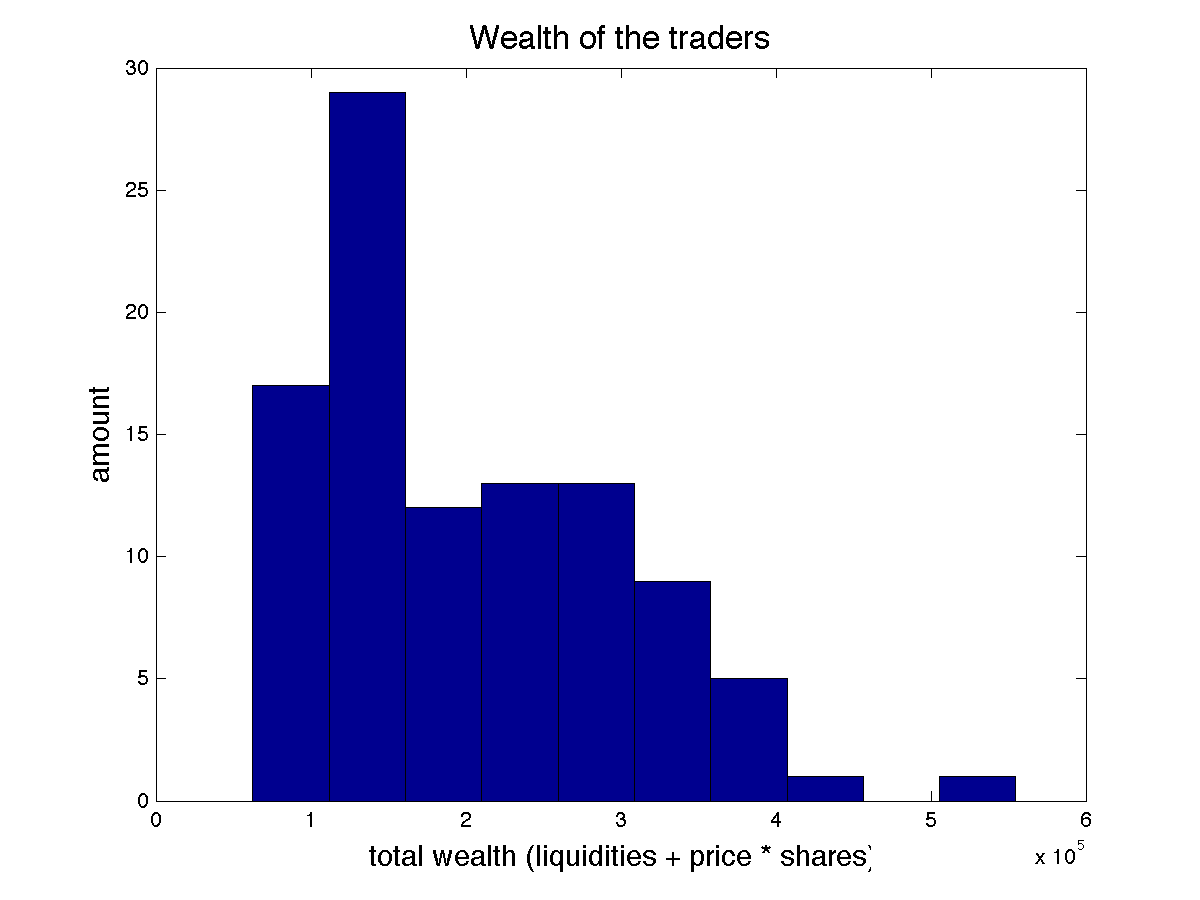 Wealth of the traders
30
25
20
15
10
5
0
amount
0 1 2 3 4 5 6
total wealth (liquidities + price * shares)
x 10^5